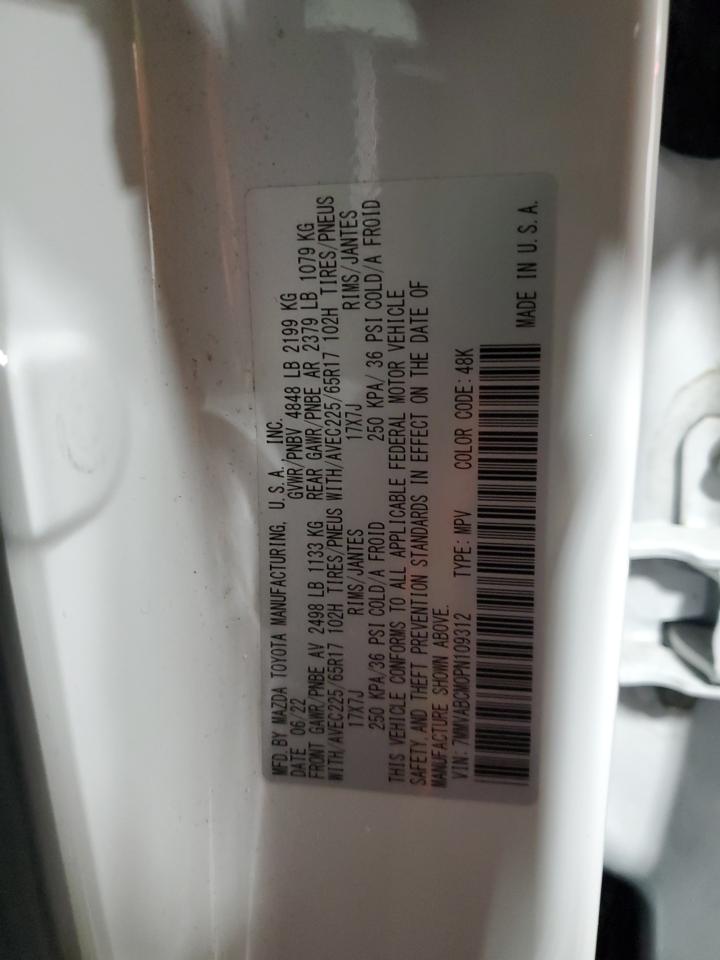 MFD.BY MAZDA TOYOTA MANUFACTURING, U.S.A., INC.
DATE 06/22 GVWR/PNBV 4848 LB 2199 KG
FRONT GAWR/PNBE AV 2498 LB 1133 KG REAR GAWR/PNBE AR 2379 LB 1079 KG
WITH/AVEC225/65R17 102H TIRES/PNEUS WITH/AVEC225/65R17 102H TIRES/PNEUS
17X7J RIMS/JANTES 17X7J RIMS/JANTES
250 KPA/36 PSI COLD/A FROID 250 KPA/ 36 PSI COLD/A FROID
THIS VEHICLE CONFORMS TO ALL APPLICABLE FEDERAL MOTOR VEHICLE
SAFETY,AND THEFT PREVENTION STANDARDS IN EFFECT ON THE DATE OF
MANUFACTURE SHOWN ABOVE.
VIN: 7MMVABCM0PN109312 TYPE: MPV COLOR CODE: 48K
MADE IN U.S.A.